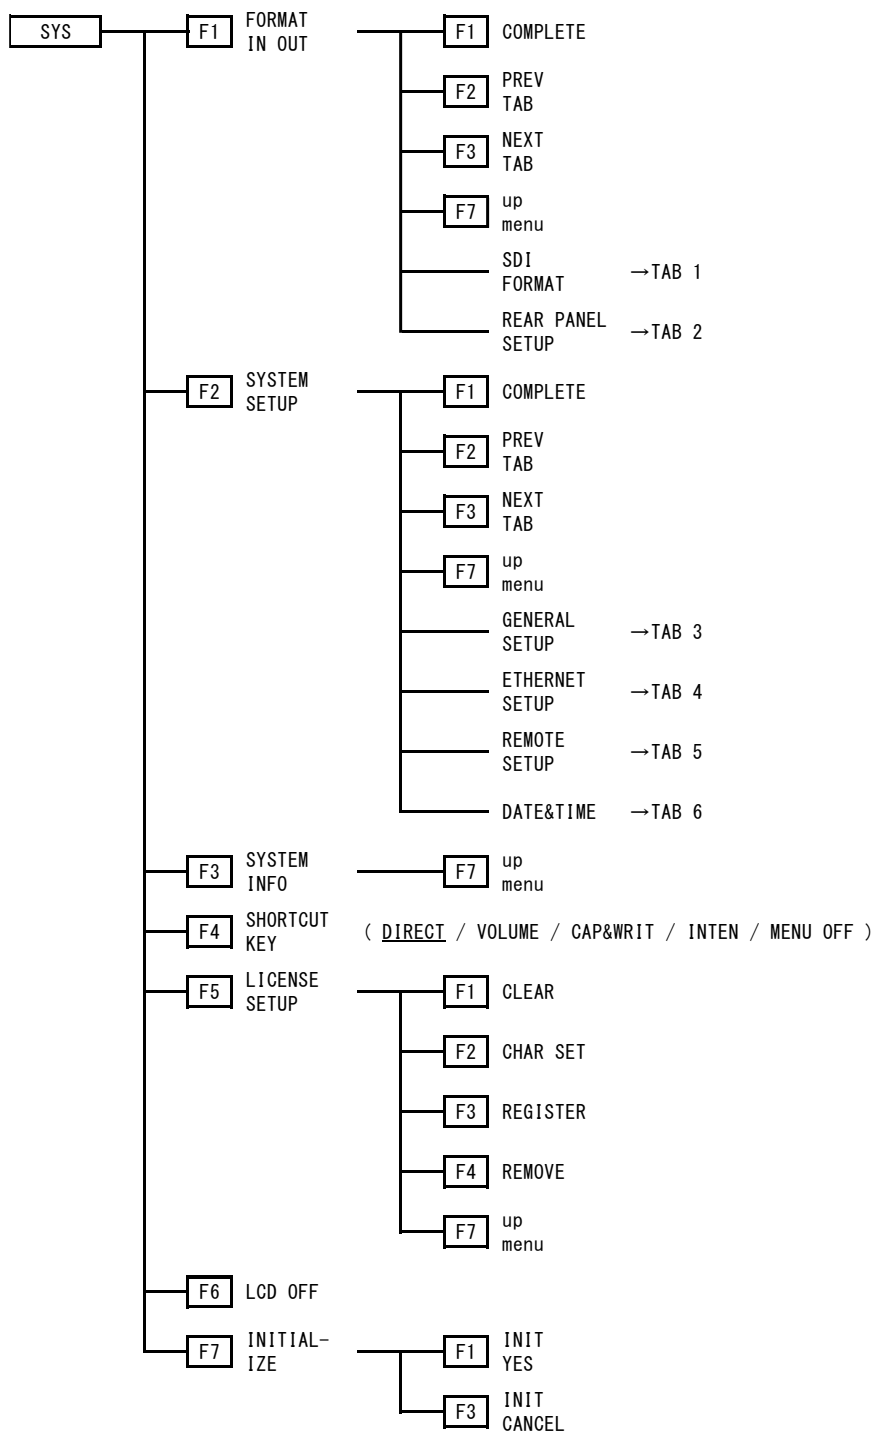 SYS
F1
FORMAT
IN OUT
F1
COMPLETE
F2
PREV
TAB
F3
NEXT
TAB
F7
up
menu
SDI
FORMAT
→TAB 1
REAR PANEL
SETUP
→TAB 2
F2
SYSTEM
SETUP
F1
COMPLETE
F2
PREV
TAB
F3
NEXT
TAB
F7
up
menu
GENERAL
SETUP
→TAB 3
ETHERNET
SETUP
→TAB 4
REMOTE
SETUP
→TAB 5
DATE&TIME
→TAB 6
F3
SYSTEM
INFO
F7
up
menu
F4
SHORTCUT
KEY
( DIRECT / VOLUME / CAP&WRIT / INTEN / MENU OFF )
F5
LICENSE
SETUP
F1
CLEAR
F2
CHAR SET
F3
REGISTER
F4
REMOVE
F7
up
menu
F6
LCD OFF
F7
INITIAL-
IZE
F1
INIT
YES
F3
INIT
CANCEL